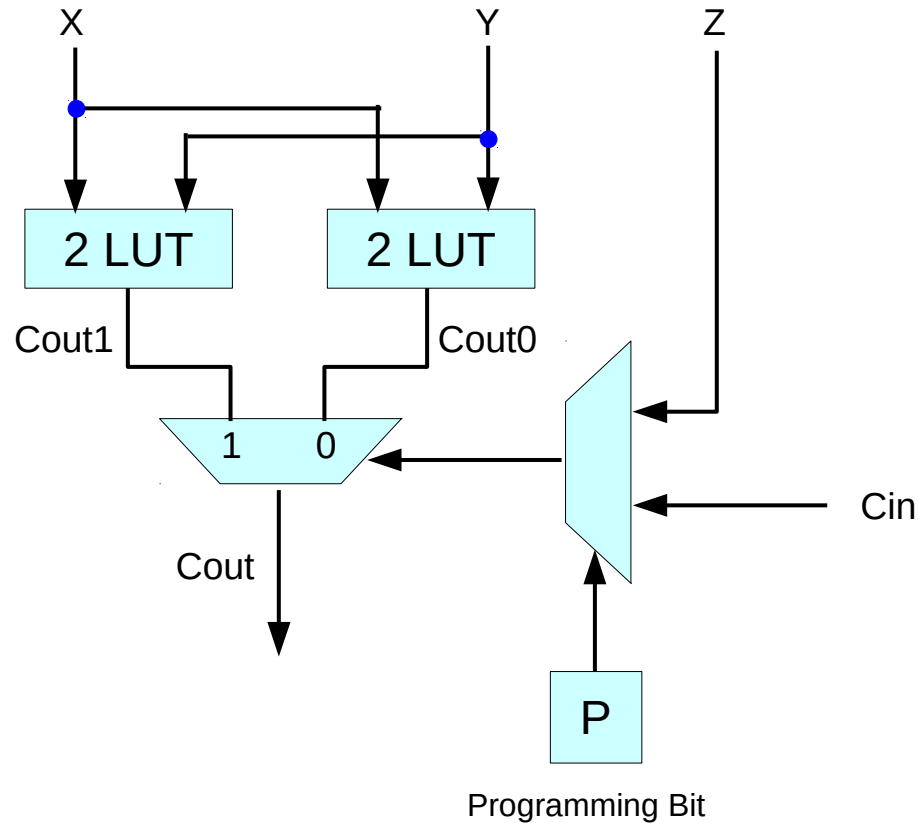 X
Y
Z
2 LUT
2 LUT
Cout1
Cout0
1
0
Cin
Cout
P
Programming Bit